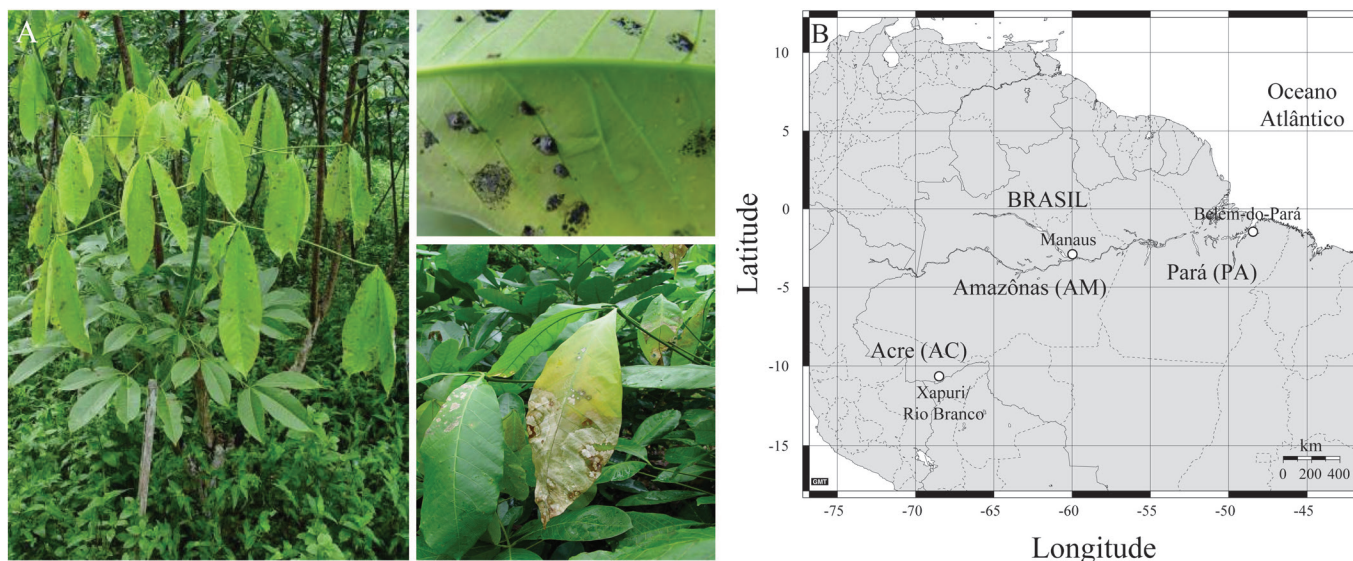 A
B
10
5
0
-5
-10
-15
Latitude
Oceano
Atlântico
BRASIL
Belém-do-Pará
Manaus
Pará (PA)
Amazônas (AM)
Acre (AC)
Xapuri/
Rio Branco
km
0 200 400
GMT
-75 -70 -65 -60 -55 -50 -45
Longitude